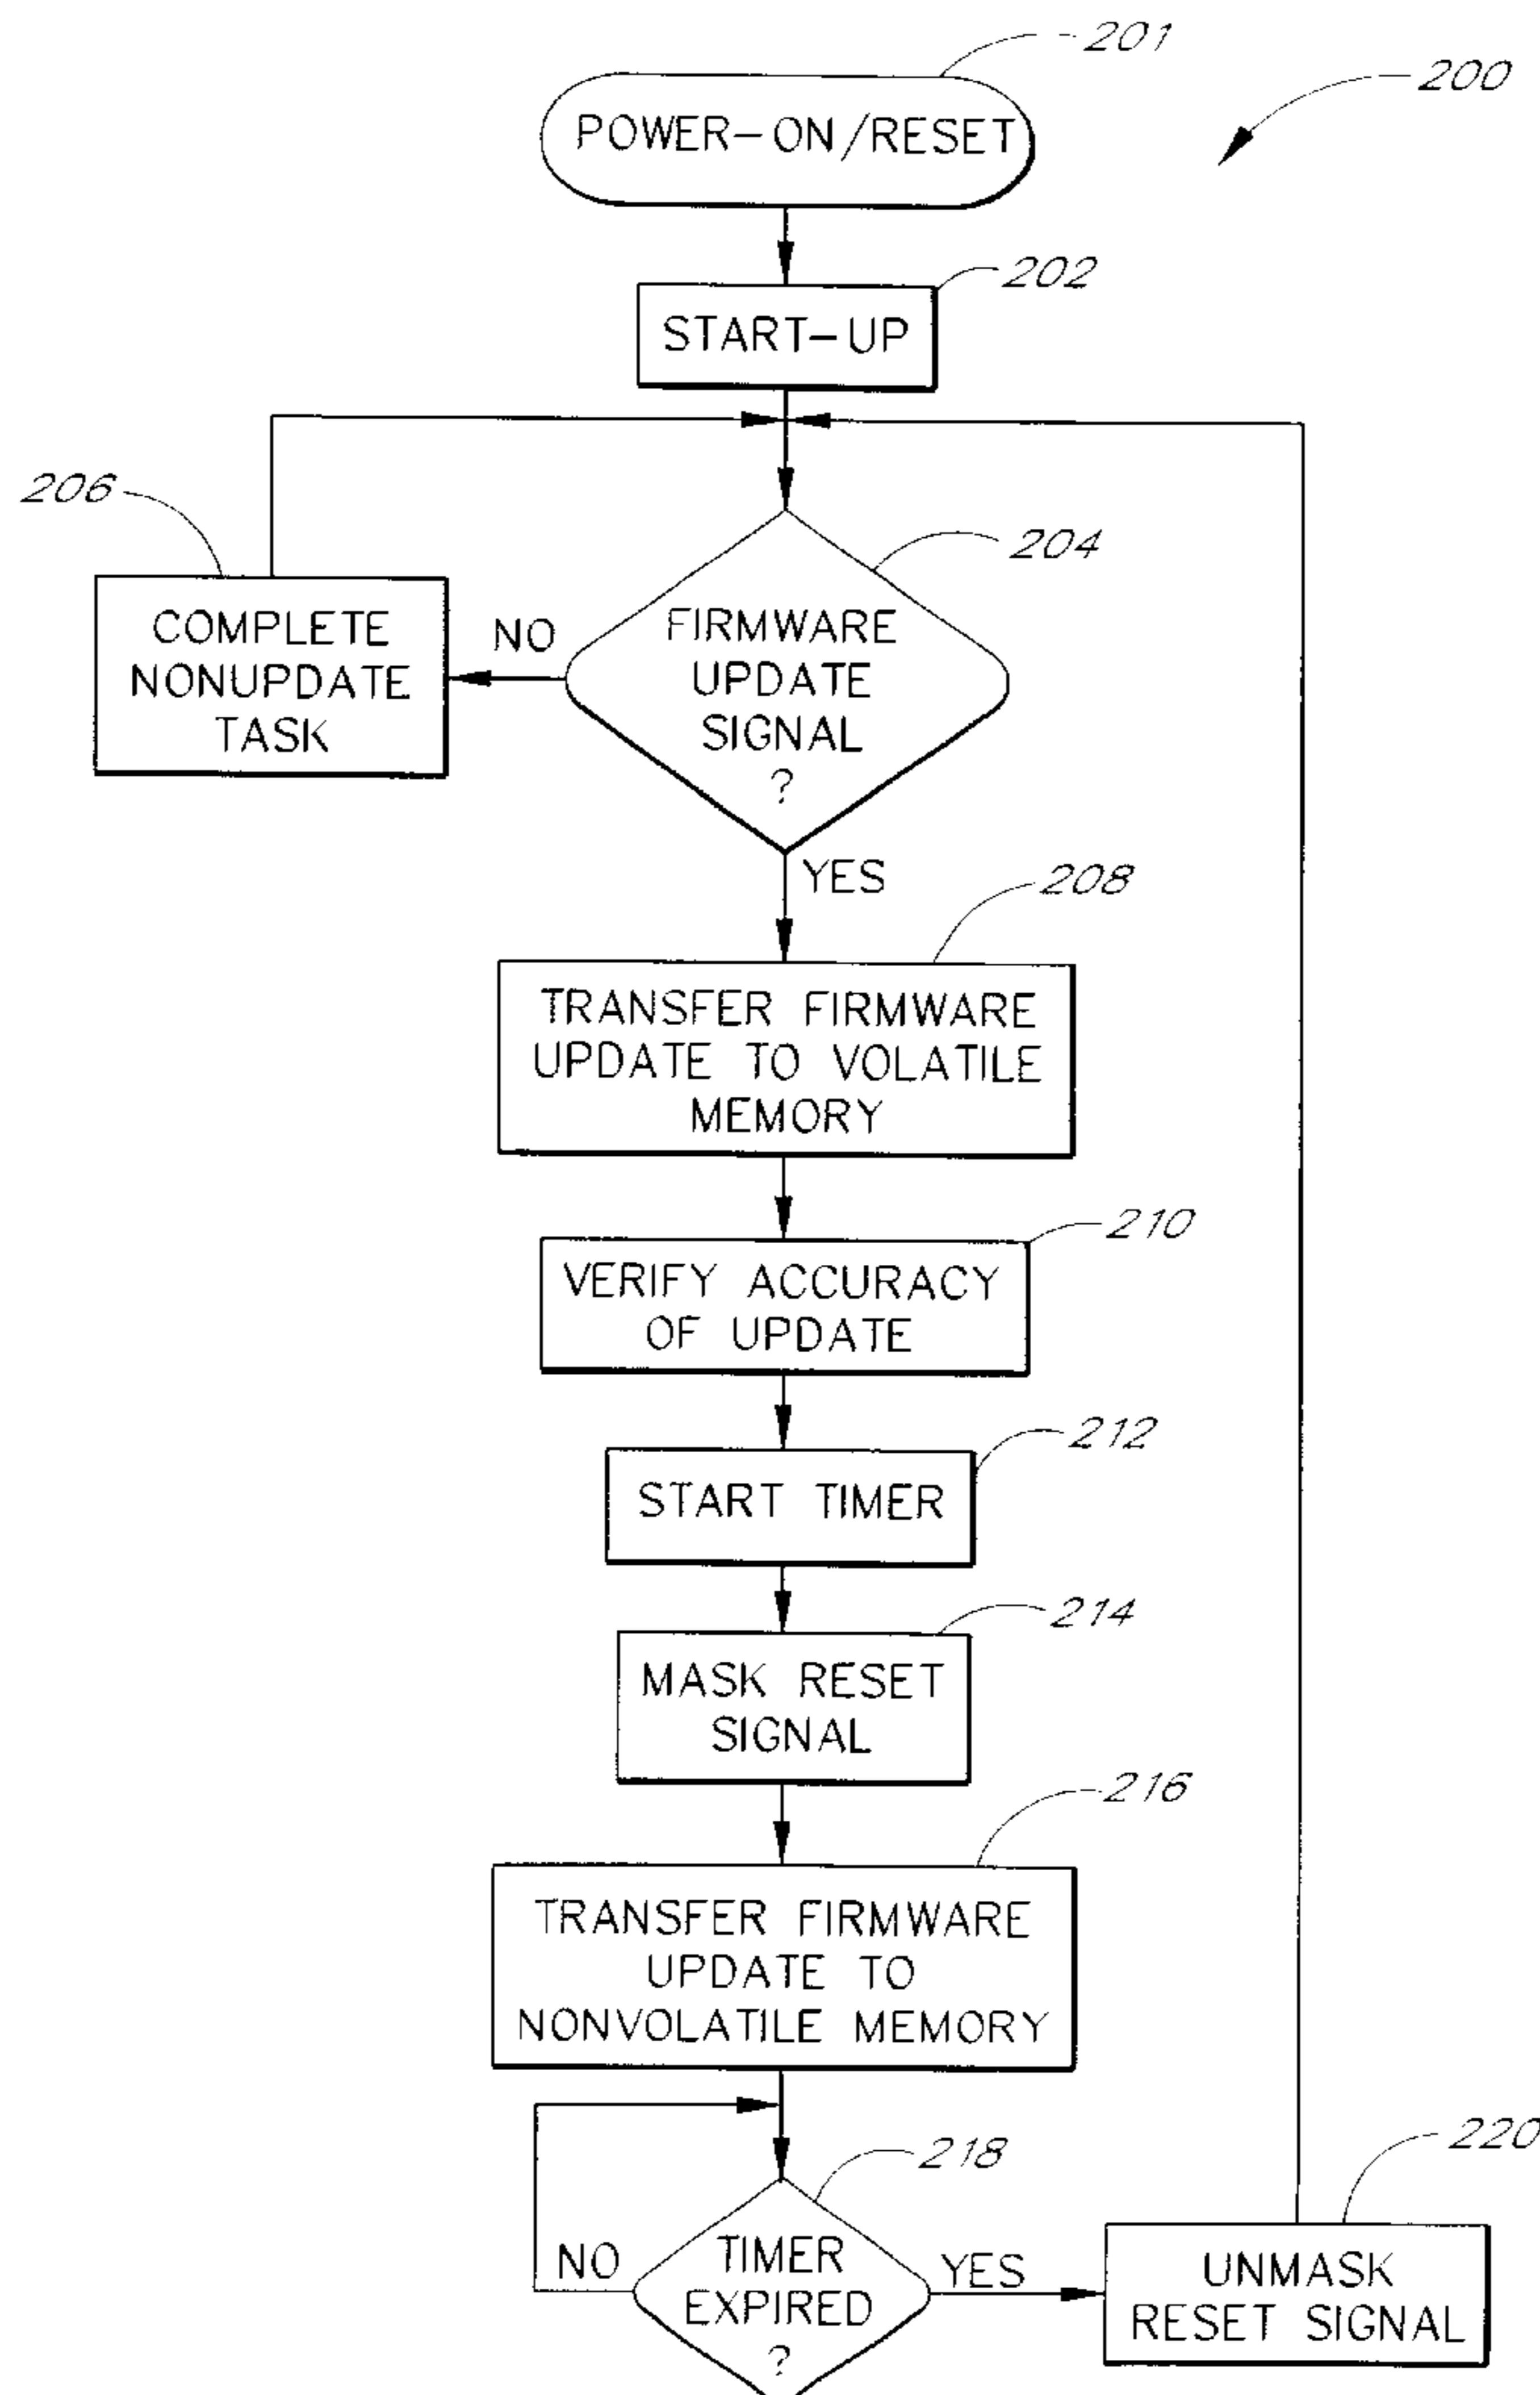 201
200
POWER-ON/RESET
202
START-UP
206
204
COMPLETE
NONUPDATE
TASK
NO
FIRMWARE
UPDATE
SIGNAL
?
YES
208
TRANSFER FIRMWARE
UPDATE TO VOLATILE
MEMORY
210
VERIFY ACCURACY
OF UPDATE
212
START TIMER
214
MASK RESET
SIGNAL
216
TRANSFER FIRMWARE
UPDATE TO
NONVOLATILE MEMORY
218
220
NO
TIMER
EXPIRED
?
YES
UNMASK
RESET SIGNAL